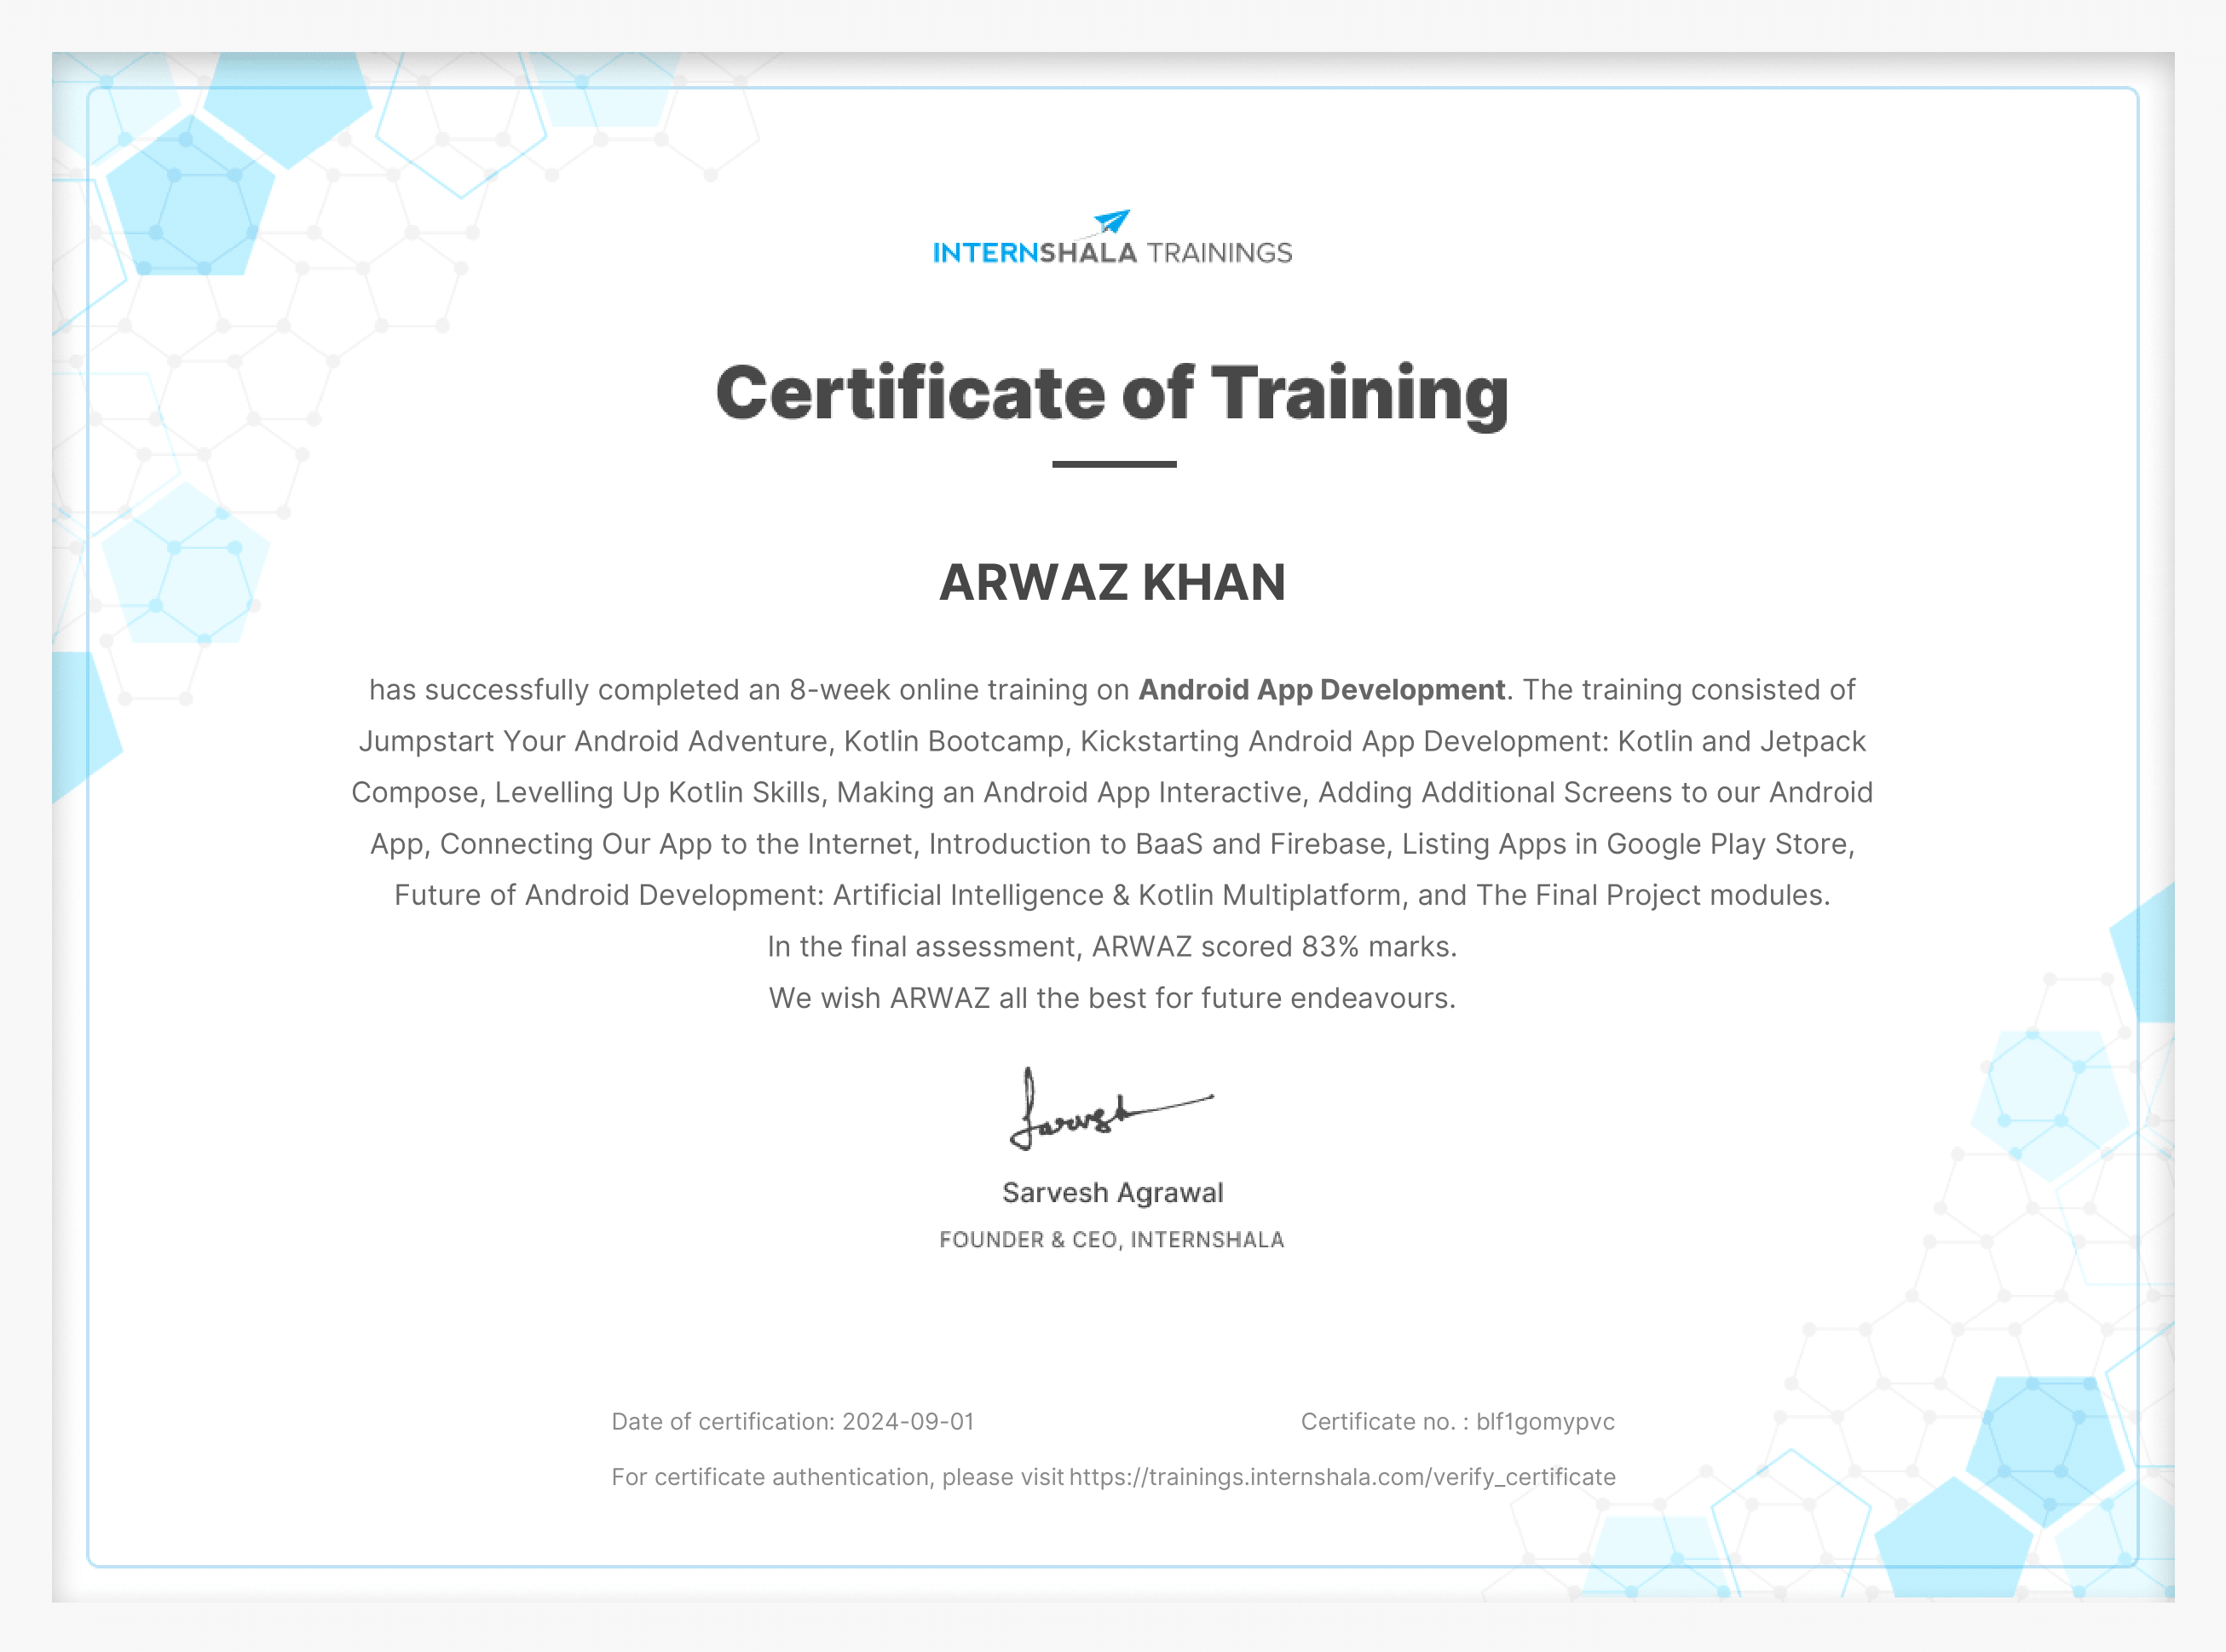 INTERNSHALA TRAININGS
Certificate of Training
ARWAZ KHAN
has successfully completed an 8-week online training on Android App Development. The training consisted of
Jumpstart Your Android Adventure, Kotlin Bootcamp, Kickstarting Android App Development: Kotlin and Jetpack
Compose, Levelling Up Kotlin Skills, Making an Android App Interactive, Adding Additional Screens to our Android
App, Connecting Our App to the Internet, Introduction to BaaS and Firebase, Listing Apps in Google Play Store,
Future of Android Development: Artificial Intelligence & Kotlin Multiplatform, and The Final Project modules.
In the final assessment, ARWAZ scored 83% marks.
We wish ARWAZ all the best for future endeavours.
Sarvesh
Sarvesh Agrawal
FOUNDER & CEO, INTERNSHALA
Date of certification: 2024-09-01 Certificate no. : blf1gomypvc
For certificate authentication, please visit https://trainings.internshala.com/verify_certificate